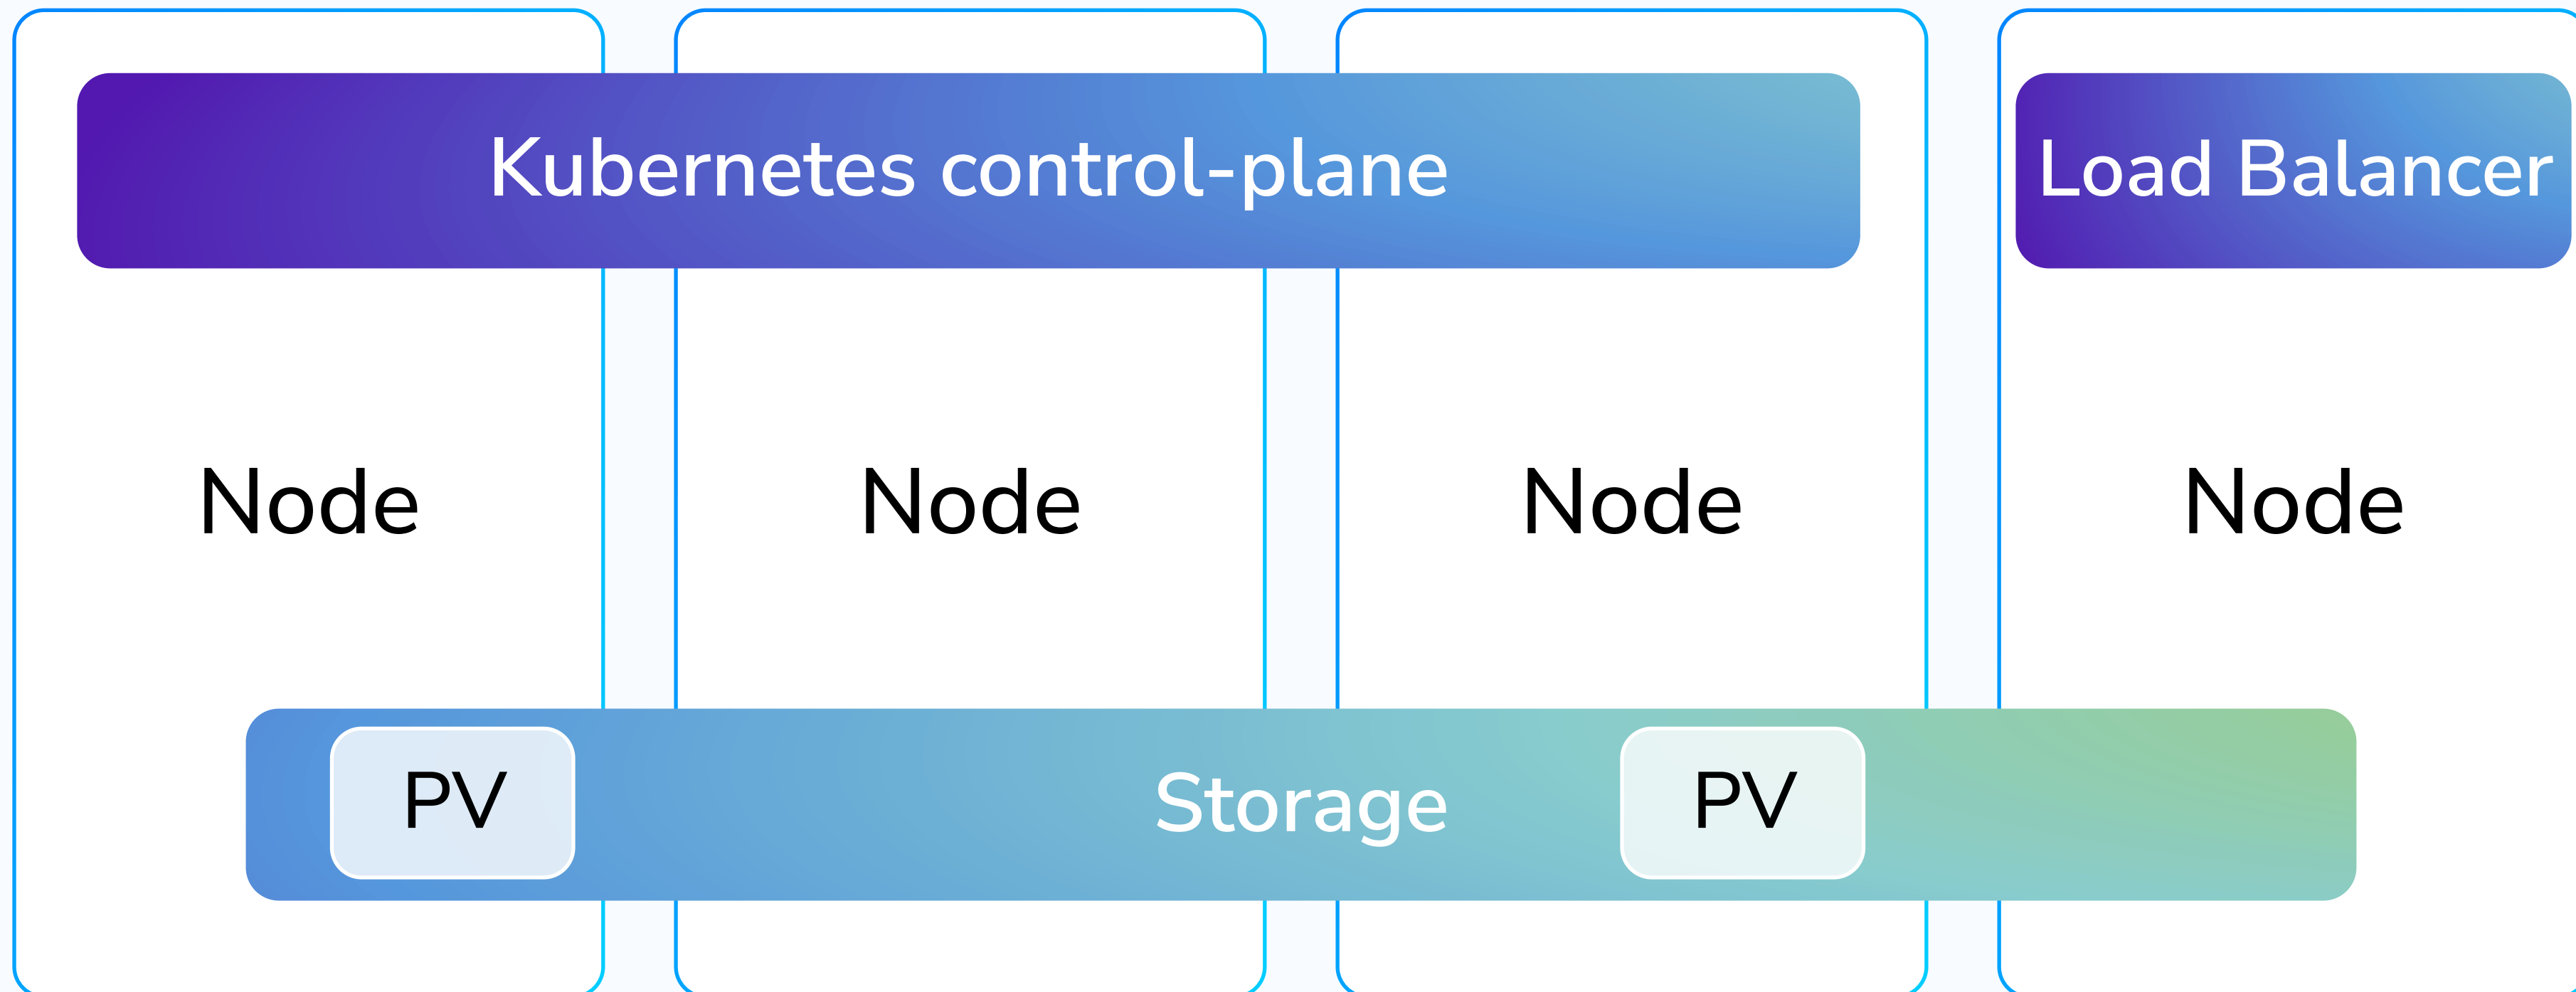 Kubernetes control-plane
Load Balancer
Node
Node
Node
Node
PV
Storage
PV